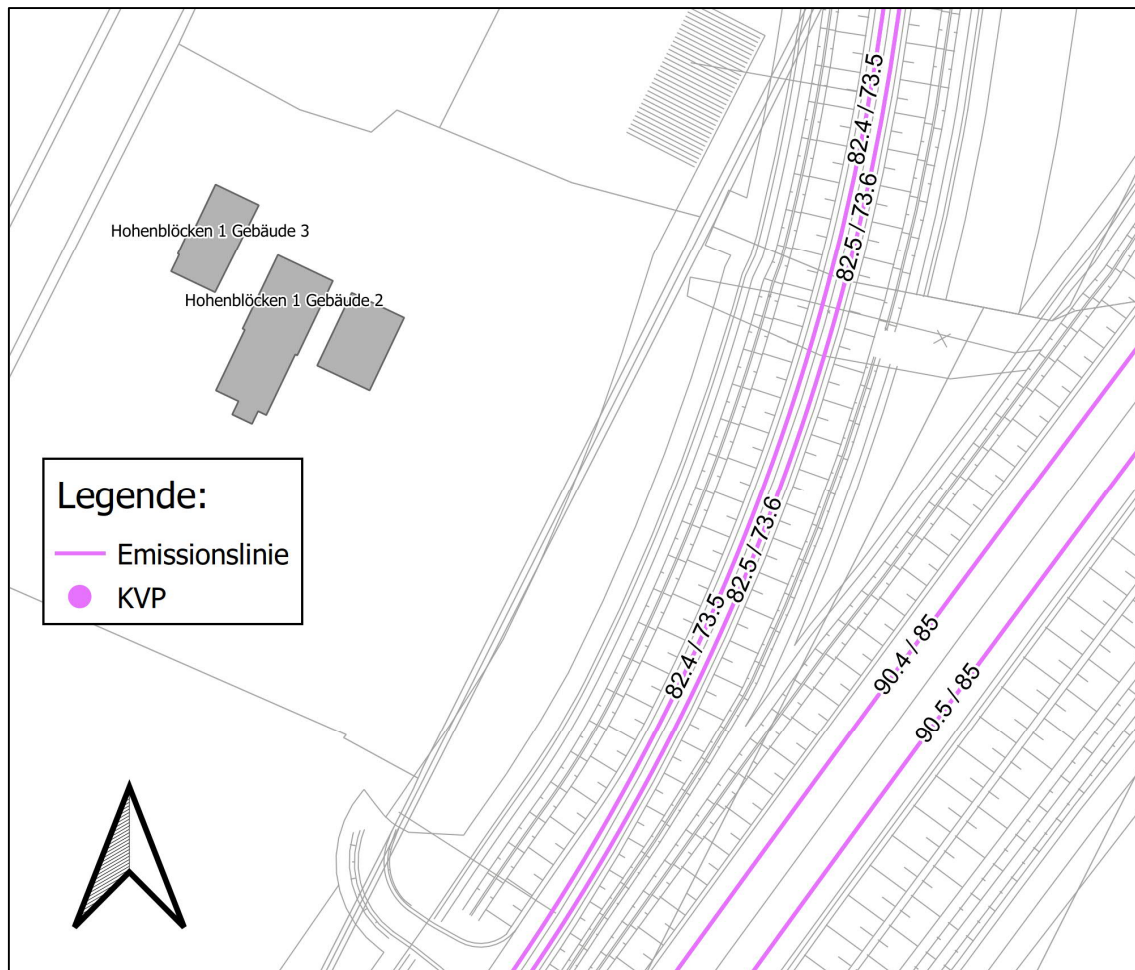 82.4 / 73.5
82.5 / 73.6
Hohenblöcken 1 Gebäude 3
Hohenblöcken 1 Gebäude 2
Legende:
Emissionslinie
KVP
82.5 / 73.6
82.4 / 73.5
90.4 / 85
90.5 / 85